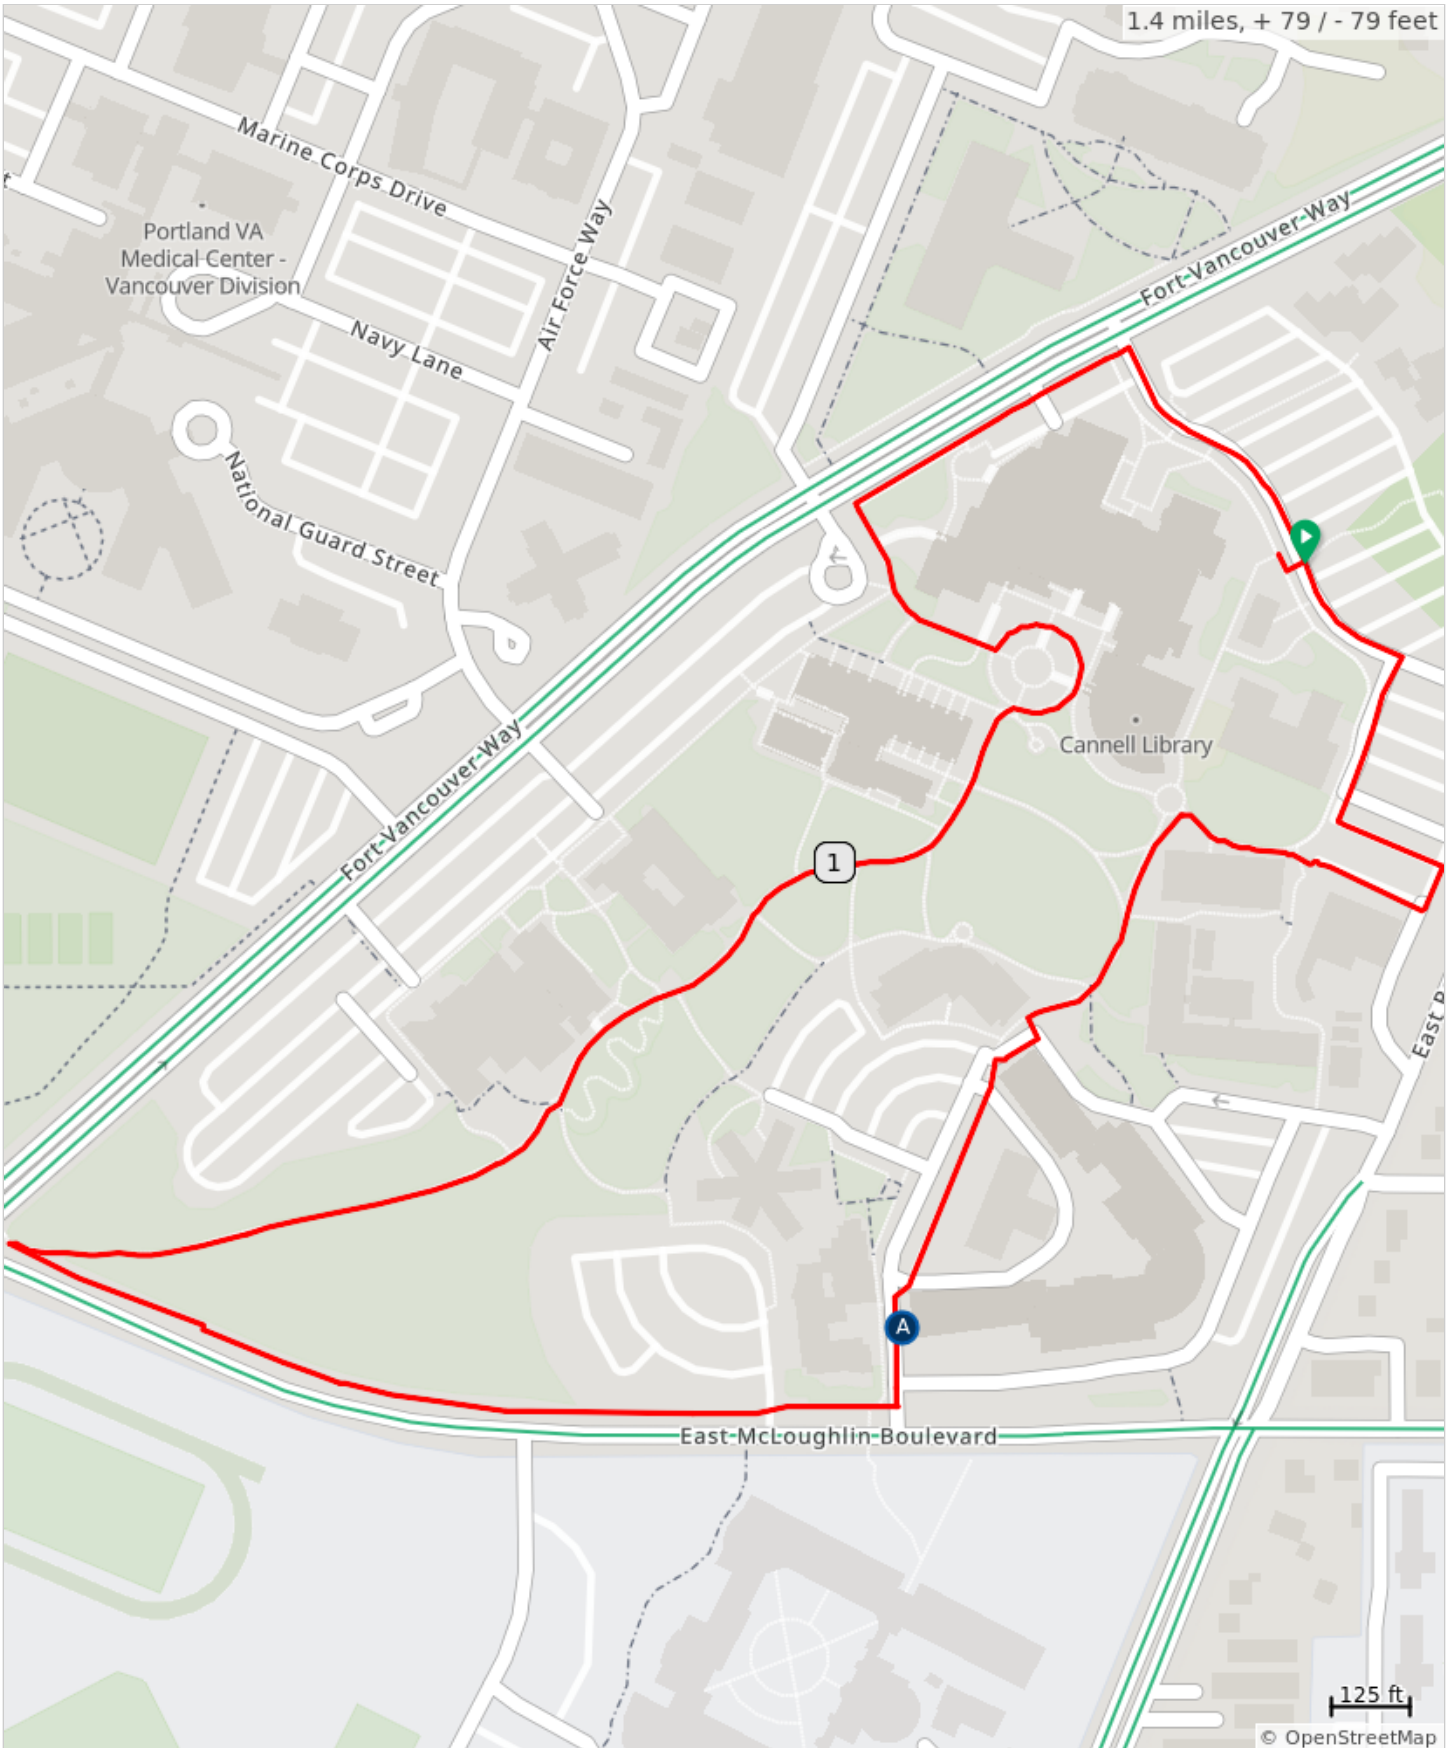 1.4 miles, + 79 / - 79 feet
Marine Corps Drive
Fort Vancouver Way
Portland VA
Medical Center -
Vancouver Division
Air Force Way
Navy Lane
National Guard Street
Cannell Library
Fort Vancouver Way
1
East
A
East McLoughlin Boulevard
125 ft
© OpenStreetMap